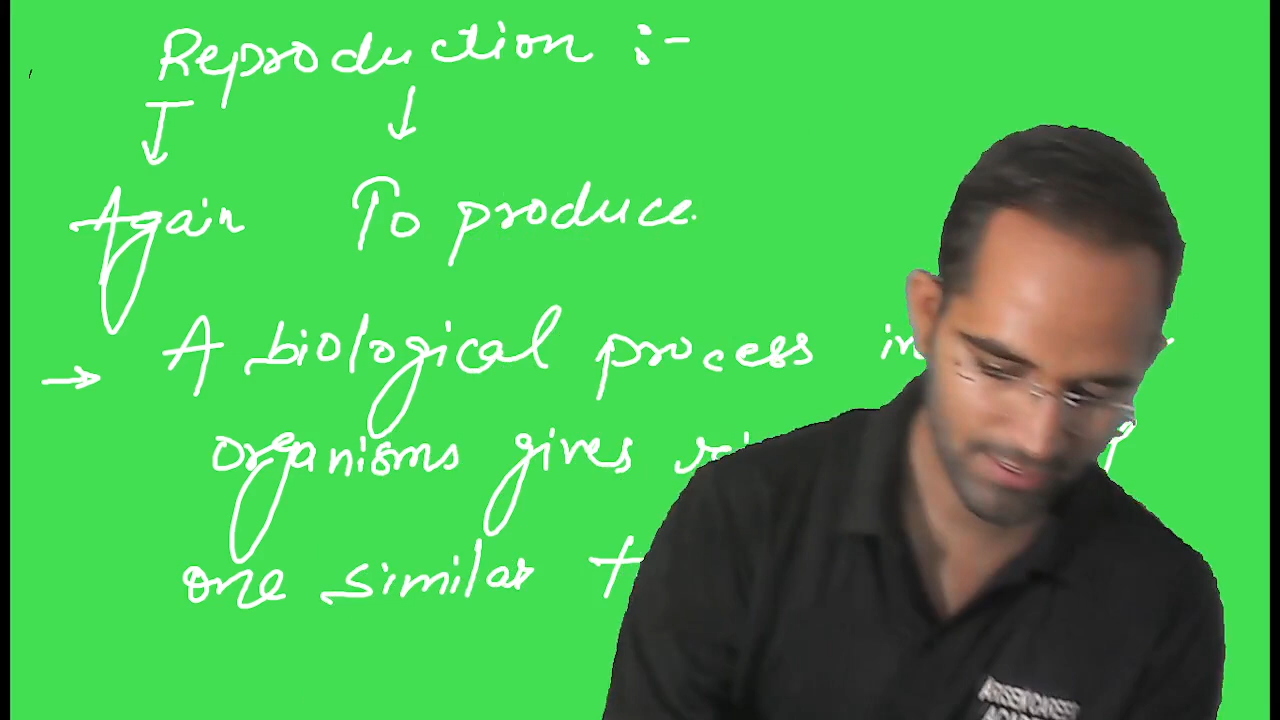 Reproduction :-
Again To produce.
→ A biological process in
organisms gives
one similar